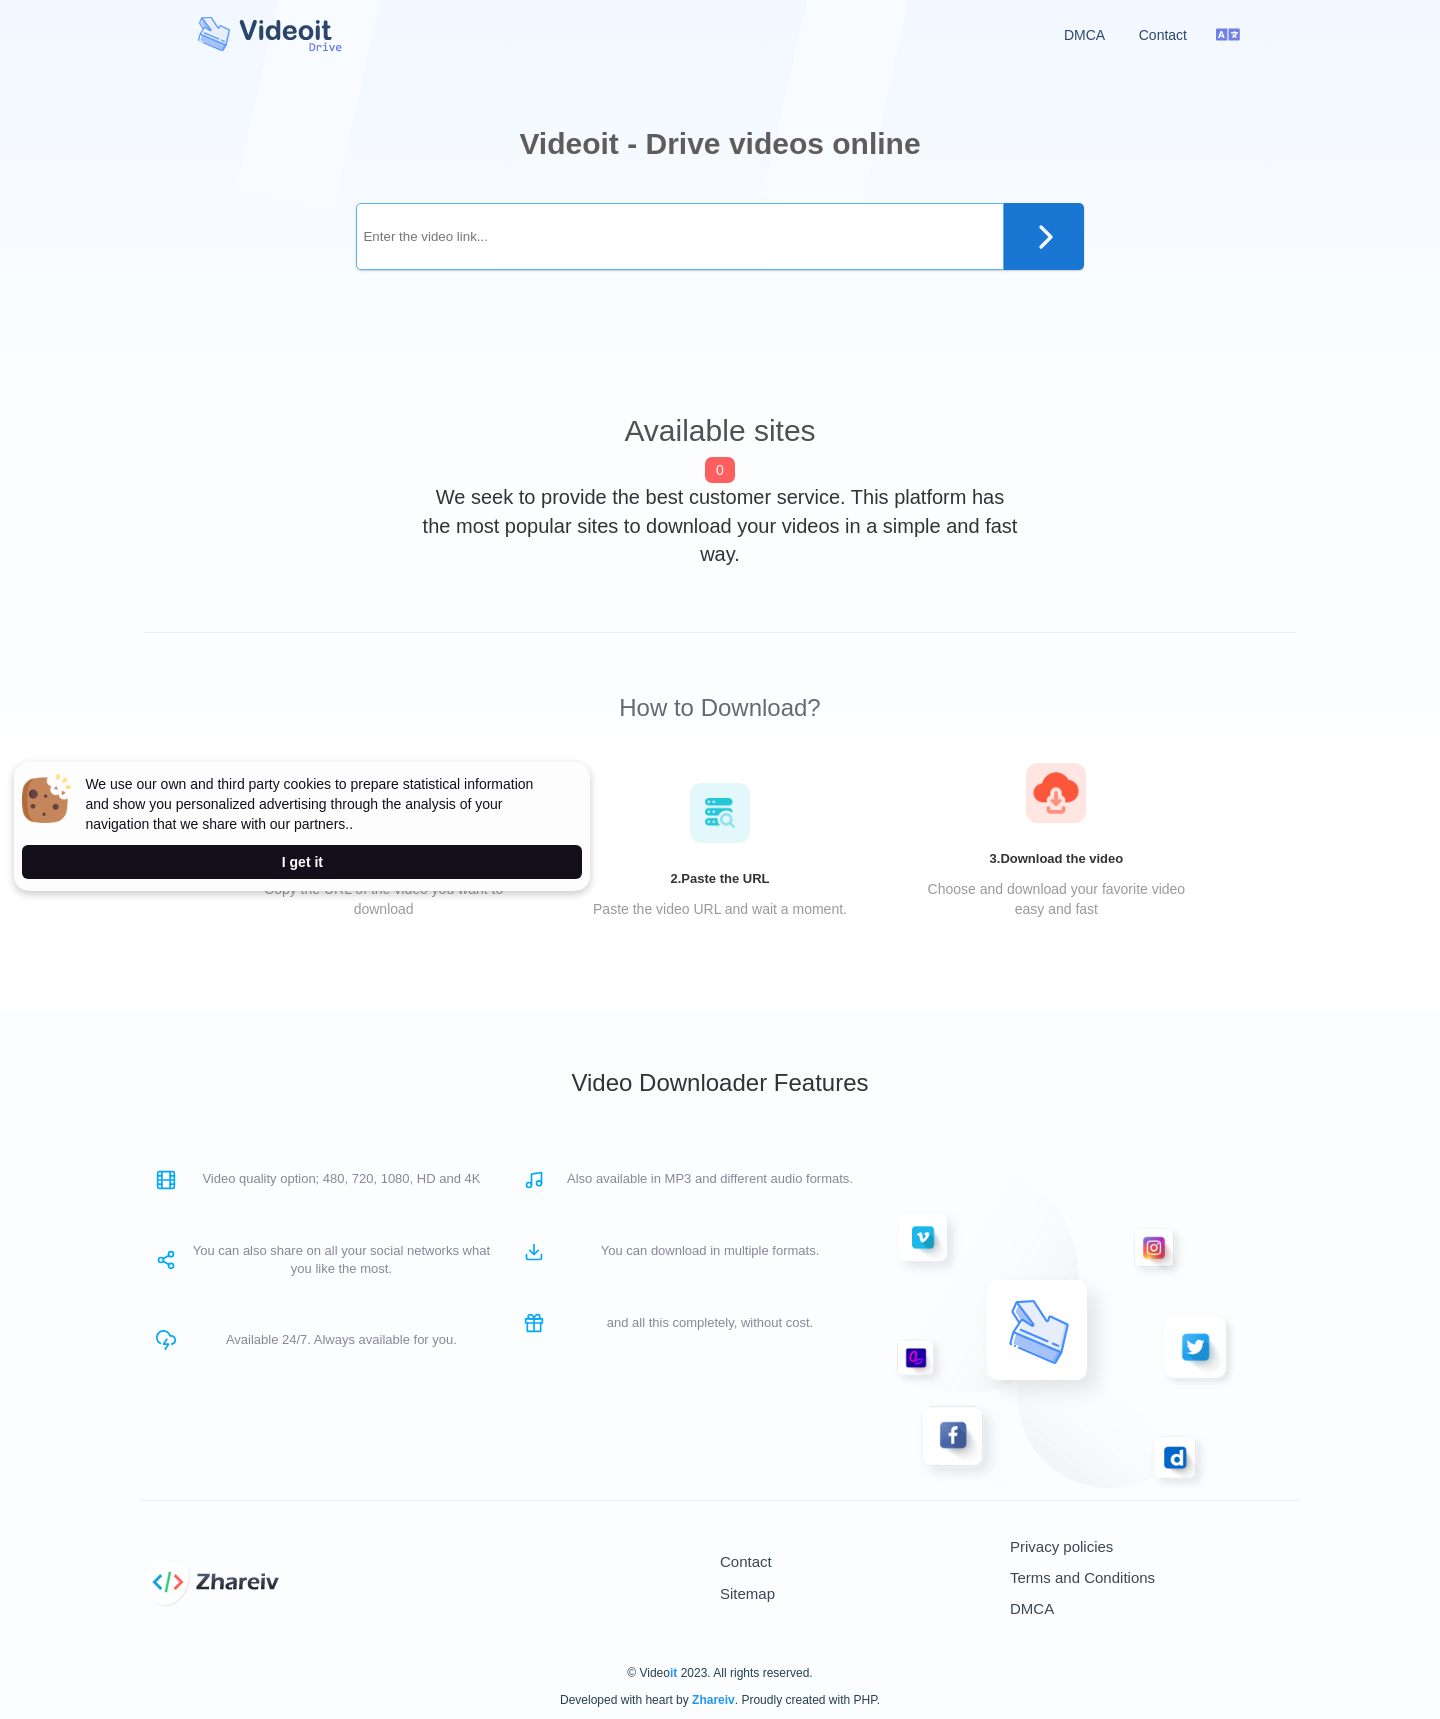 Videoit
Drive
DMCA
Contact
Videoit - Drive videos online
Enter the video link...
Available sites
0
We seek to provide the best customer service. This platform has
the most popular sites to download your videos in a simple and fast
way.
How to Download?
We use our own and third party cookies to prepare statistical information
and show you personalized advertising through the analysis of your
navigation that we share with our partners..
I get it
Copy the URL of the video you want to
download
2.Paste the URL
Paste the video URL and wait a moment.
3.Download the video
Choose and download your favorite video
easy and fast
Video Downloader Features
Video quality option; 480, 720, 1080, HD and 4K
You can also share on all your social networks what
you like the most.
Available 24/7. Always available for you.
Also available in MP3 and different audio formats.
You can download in multiple formats.
and all this completely, without cost.
Zhareiv
Contact
Sitemap
Privacy policies
Terms and Conditions
DMCA
© Videoit 2023. All rights reserved.
Developed with heart by Zhareiv. Proudly created with PHP.